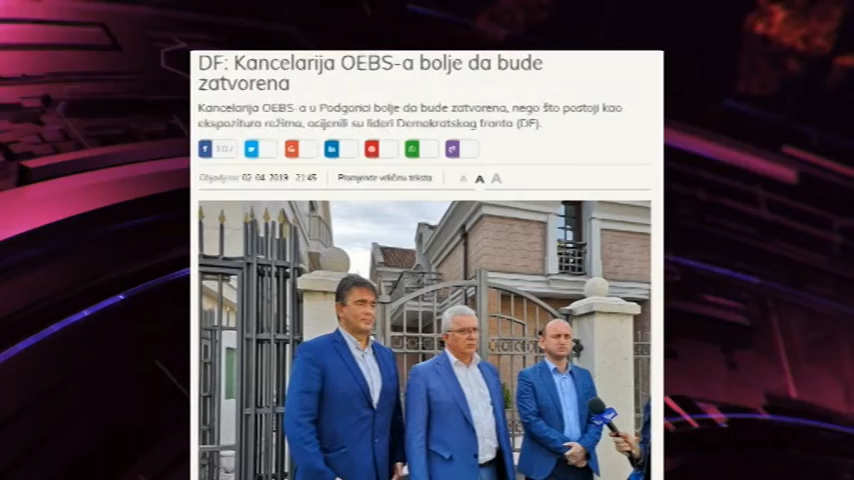 DF: Kancelarija OEBS-a bolje da bude
zatvorena
Kancelarija OEBS-a u Podgorici bolje da bude zatvorena, nego što postoji kao
ekspozitura režima, ocijenili su lideri Demokratskog fronta (DF).
Objavljeno: 02.04.2019 21:45 Promijenite veličinu teksta: A A A